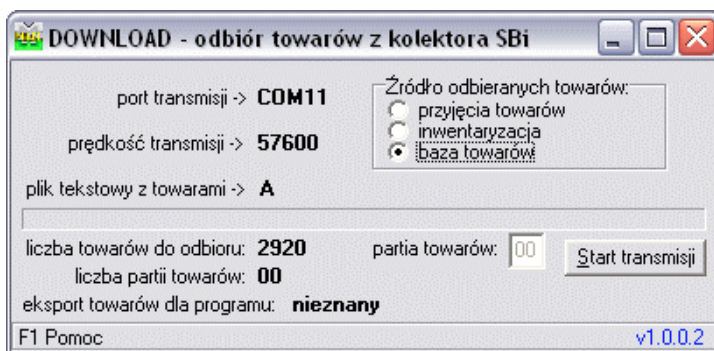 DOWNLOAD - odbiór towarów z kolektora SBi
port transmisji -> COM11
prędkość transmisji -> 57600
plik tekstowy z towarami -> A
Źródło odbieranych towarów:
przyjęcia towarów
inwentaryzacja
baza towarów
liczba towarów do odbioru: 2920
partia towarów: 00
Start transmisji
liczba partii towarów: 00
eksport towarów dla programu: nieznany
F1 Pomoc
v1.0.0.2